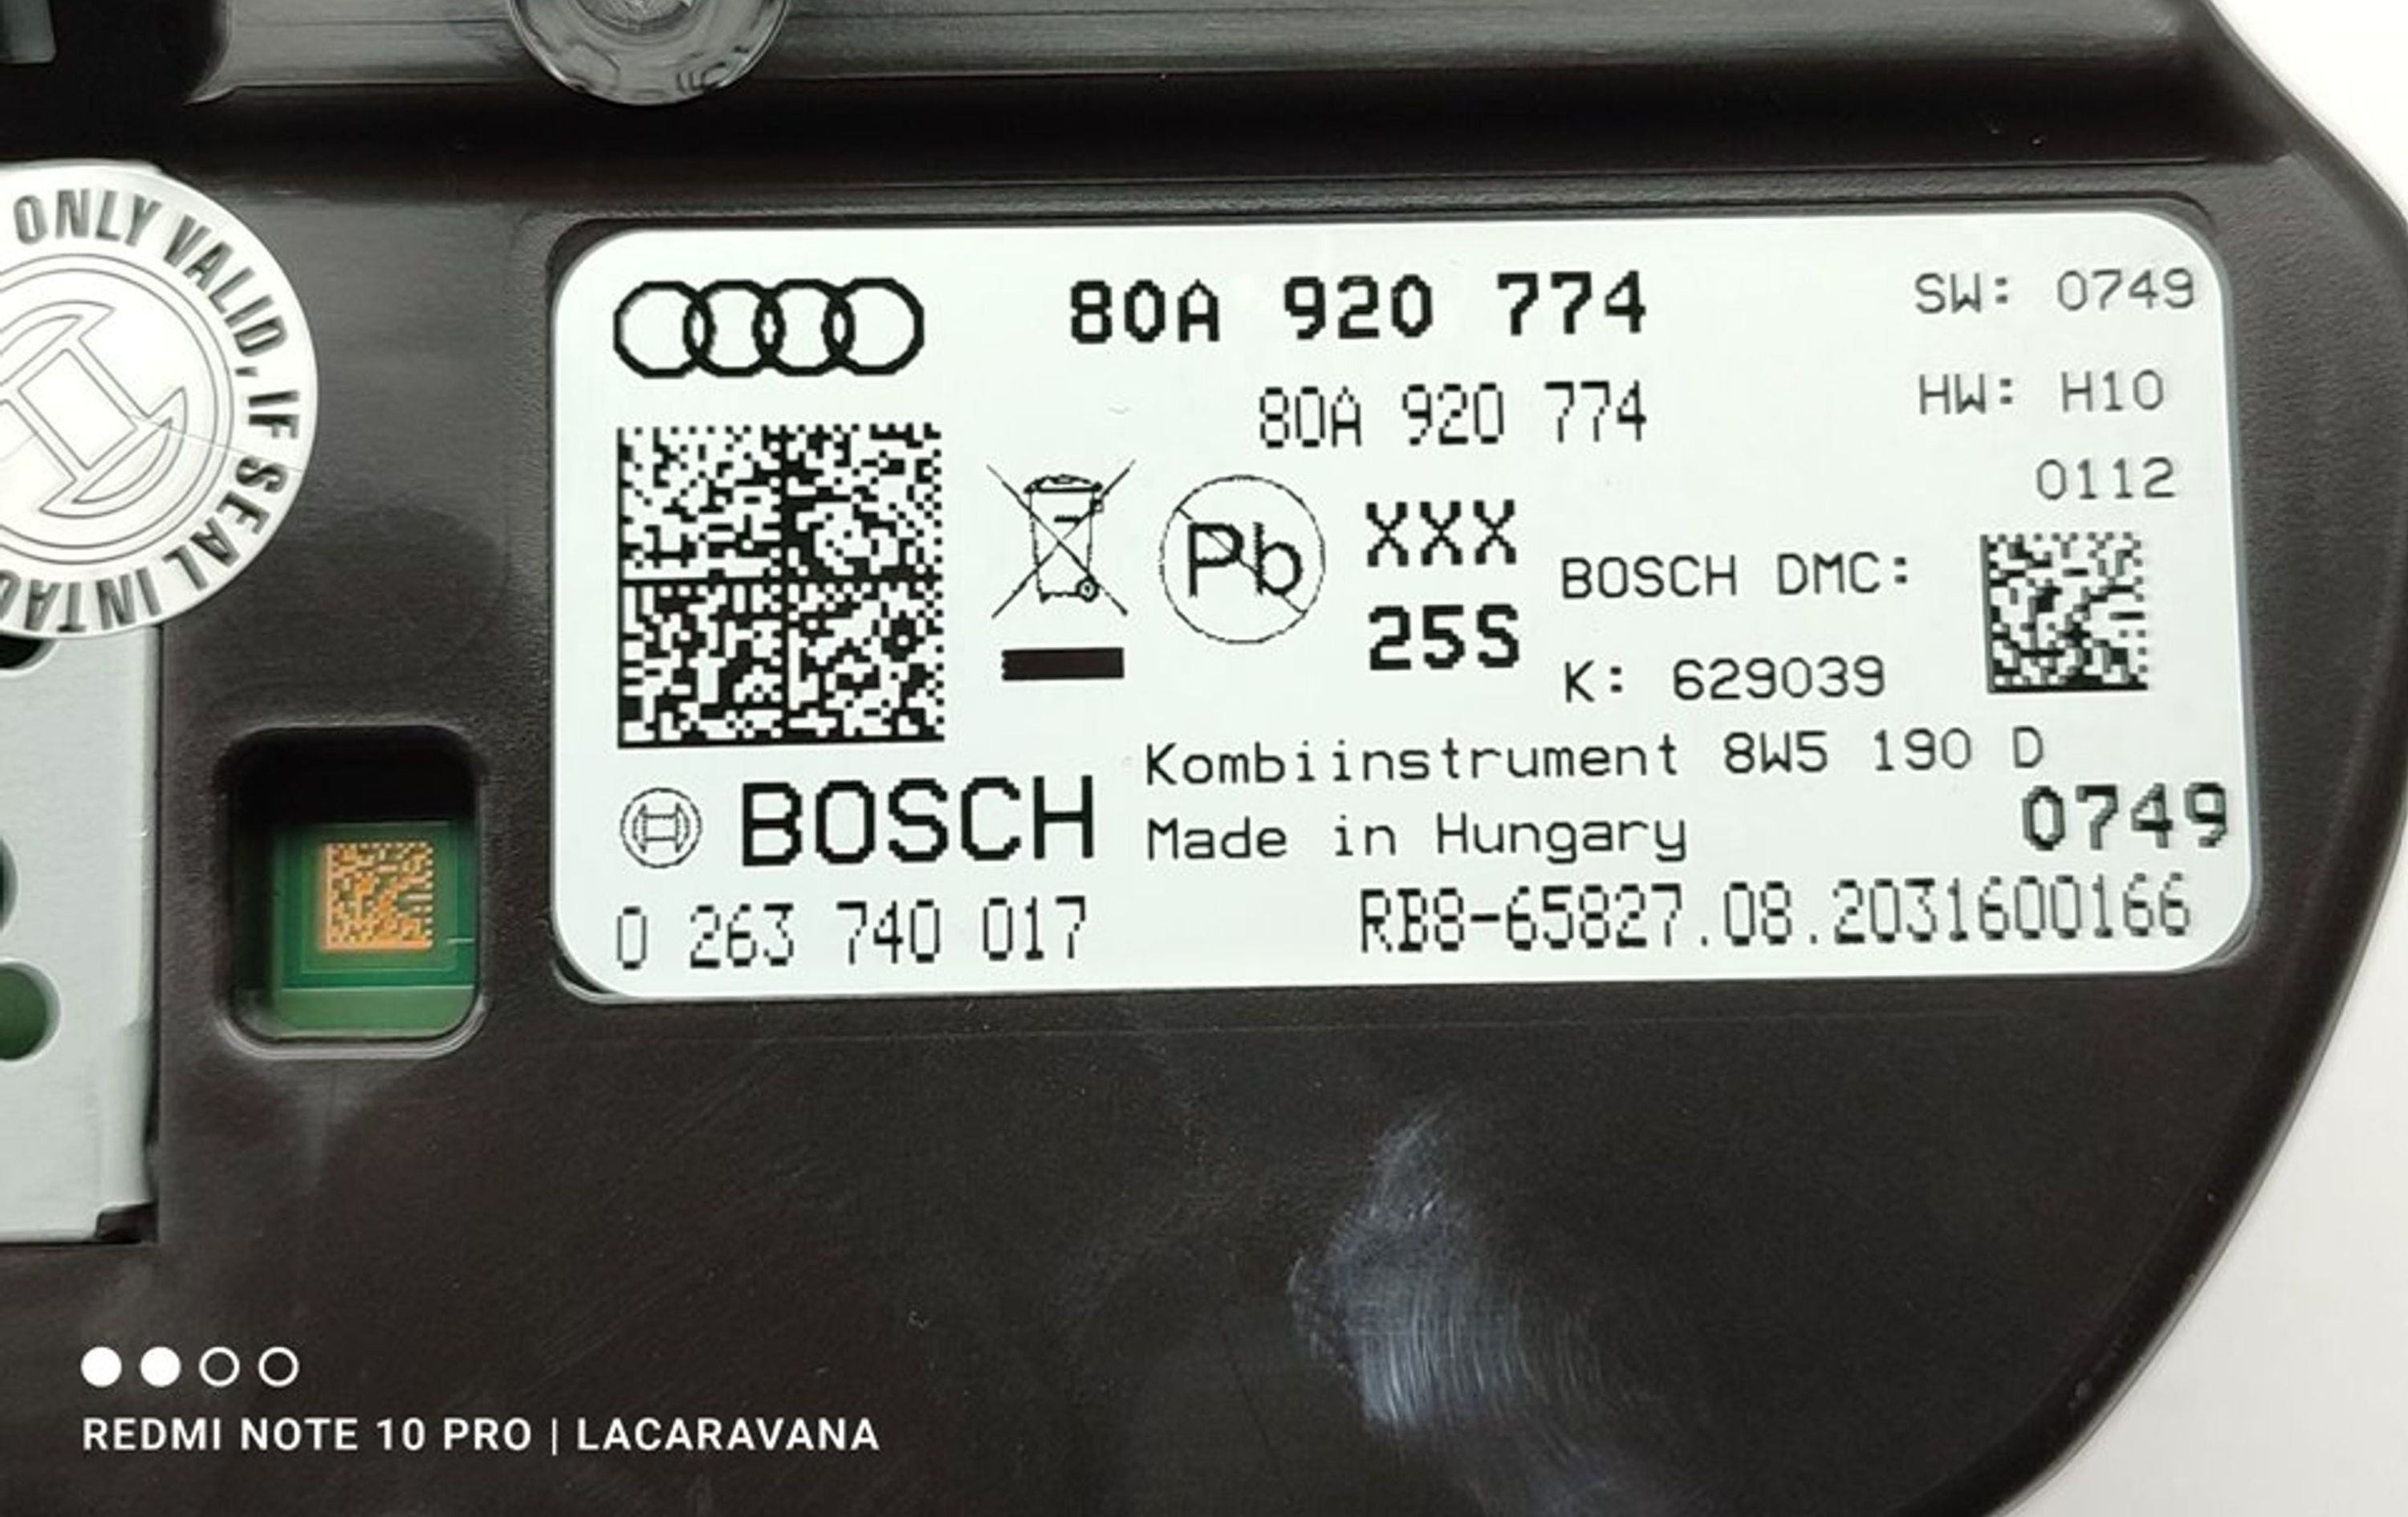 ONLY VALID, IF SEAL
80A 920 774
SW: 0749
80A 920 774
HW: H10
0112
Pb
XXX
25S
BOSCH DMC:
K: 629039
Kombiinstrument 8W5 190 D
BOSCH
Made in Hungary
0749
0 263 740 017
RB8-65827.08.2031600166
REDMI NOTE 10 PRO | LACARAVANA